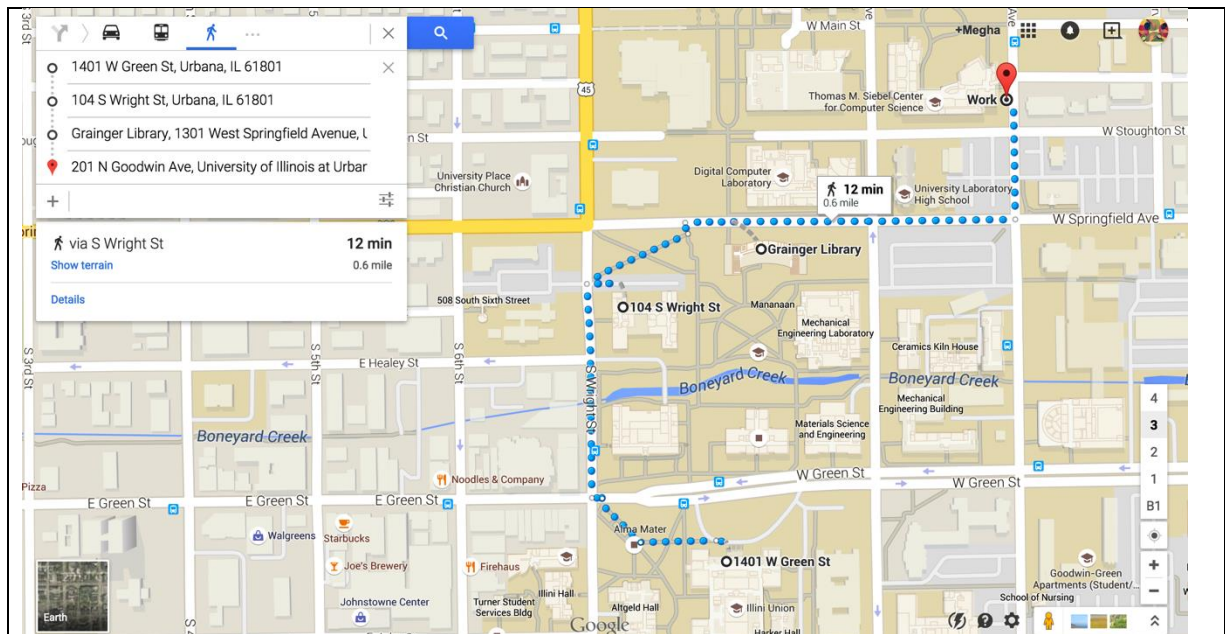 1401 W Green St, Urbana, IL 61801
104 S Wright St, Urbana, IL 61801
Grainger Library, 1301 West Springfield Avenue, U
201 N Goodwin Ave, University of Illinois at Urbar
via S Wright St
12 min
Show terrain
0.6 mile
Details
W Main St
Ave
+Megha
45
Thomas M. Siebel Center
for Computer Science
Work
W Stoughton St
n St
University Place
Christian Church
Digital Computer
Laboratory
12 min
0.6 mile
University Laboratory
High School
W Springfield Ave
Grainger Library
508 South Sixth Street
104 S Wright St
Mananaan
Mechanical
Engineering Laboratory
Ceramics Kiln House
S 3rd St
S 5th St
E Healey St
S 6th St
S Wright St
Boneyard Creek
Boneyard Creek
Mechanical
Engineering Building
4
3
2
1
B1
Boneyard Creek
Materials Science
and Engineering
Noodles & Company
W Green St
W Green St
Pizza
E Green St
E Green St
E Green St
Walgreens
Starbucks
Alma Mater
Joe's Brewery
Firehaus
1401 W Green St
Goodwin-Green
Apartments (Student/...
School of Nursing
Illini Hall
Johnstowne Center
Turner Student
Services Bldg
Altgeld Hall
Illini Union
Earth
S 4
Google
Harker Hall